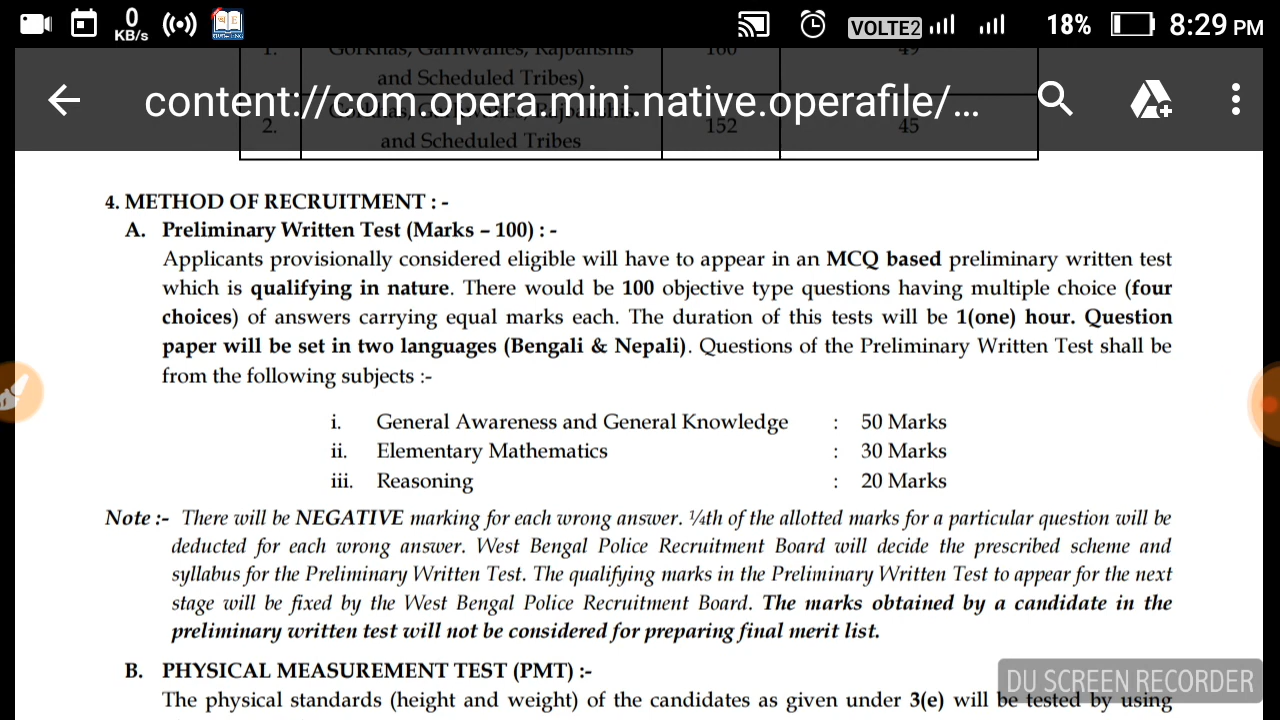 0
KB/s
VOLTE2
18%
8:29 PM
1. Gorkhas, Garhwalies, Rajbanshis 160 49
and Scheduled Tribes)
content://com.opera.mini.native.operafile/...
2. 152 45
and Scheduled Tribes
4. METHOD OF RECRUITMENT : -
A. Preliminary Written Test (Marks – 100) : -
Applicants provisionally considered eligible will have to appear in an MCQ based preliminary written test
which is qualifying in nature. There would be 100 objective type questions having multiple choice (four
choices) of answers carrying equal marks each. The duration of this tests will be 1(one) hour. Question
paper will be set in two languages (Bengali & Nepali). Questions of the Preliminary Written Test shall be
from the following subjects :-
i. General Awareness and General Knowledge : 50 Marks
ii. Elementary Mathematics : 30 Marks
iii. Reasoning : 20 Marks
Note :- There will be NEGATIVE marking for each wrong answer. ¼th of the allotted marks for a particular question will be
deducted for each wrong answer. West Bengal Police Recruitment Board will decide the prescribed scheme and
syllabus for the Preliminary Written Test. The qualifying marks in the Preliminary Written Test to appear for the next
stage will be fixed by the West Bengal Police Recruitment Board. The marks obtained by a candidate in the
preliminary written test will not be considered for preparing final merit list.
B. PHYSICAL MEASUREMENT TEST (PMT) :-
DU SCREEN RECORDER
The physical standards (height and weight) of the candidates as given under 3(e) will be tested by using